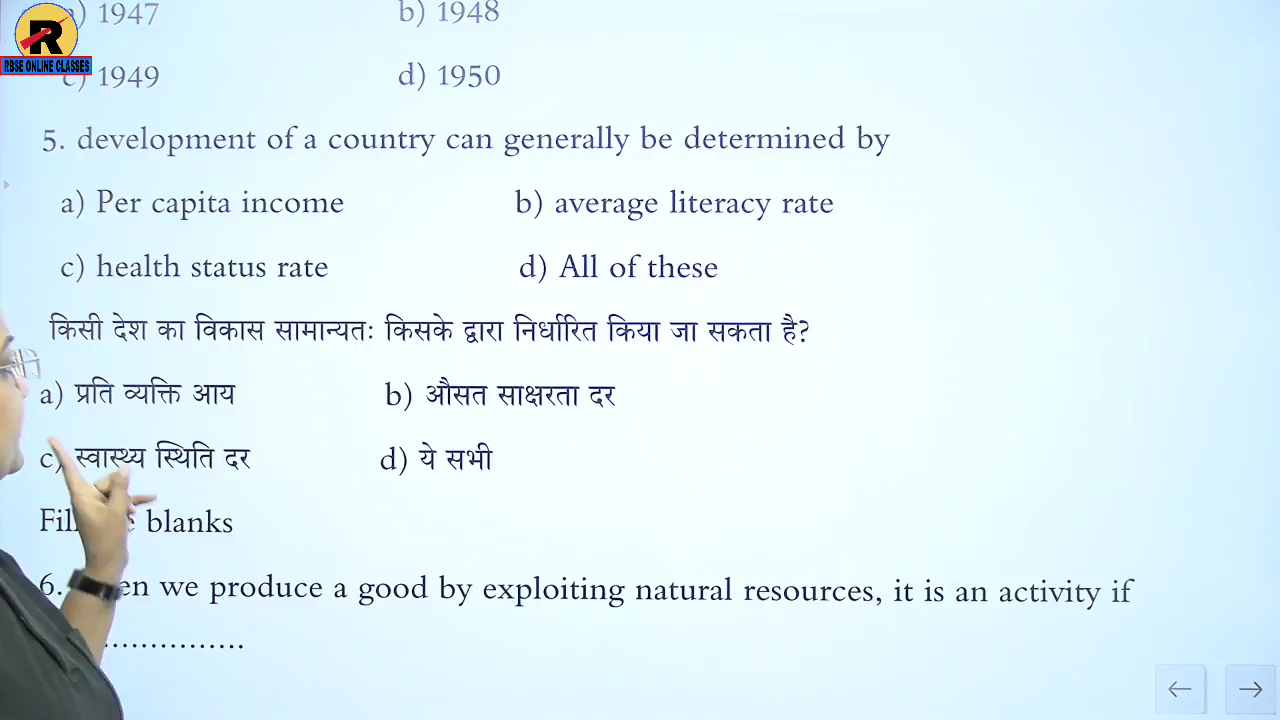 R
RBSE ONLINE CLASSES
) 1947 b) 1948
c) 1949 d) 1950
5. development of a country can generally be determined by
a) Per capita income b) average literacy rate
c) health status rate d) All of these
किसी देश का विकास सामान्यतः किसके द्वारा निर्धारित किया जा सकता है?
a) प्रति व्यक्ति आय b) औसत साक्षरता दर
c) स्वास्थ्य स्थिति दर d) ये सभी
blanks
6. we produce a good by exploiting natural resources, it is an activity if
................